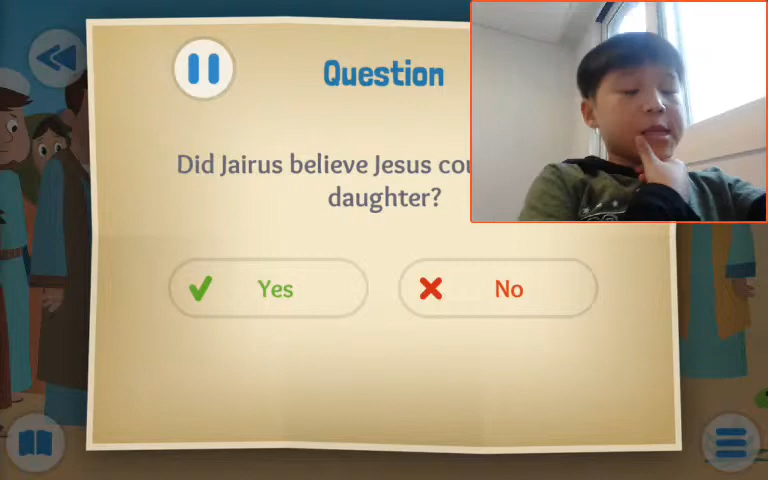 Question
Did Jairus believe Jesus
daughter?
Yes
No